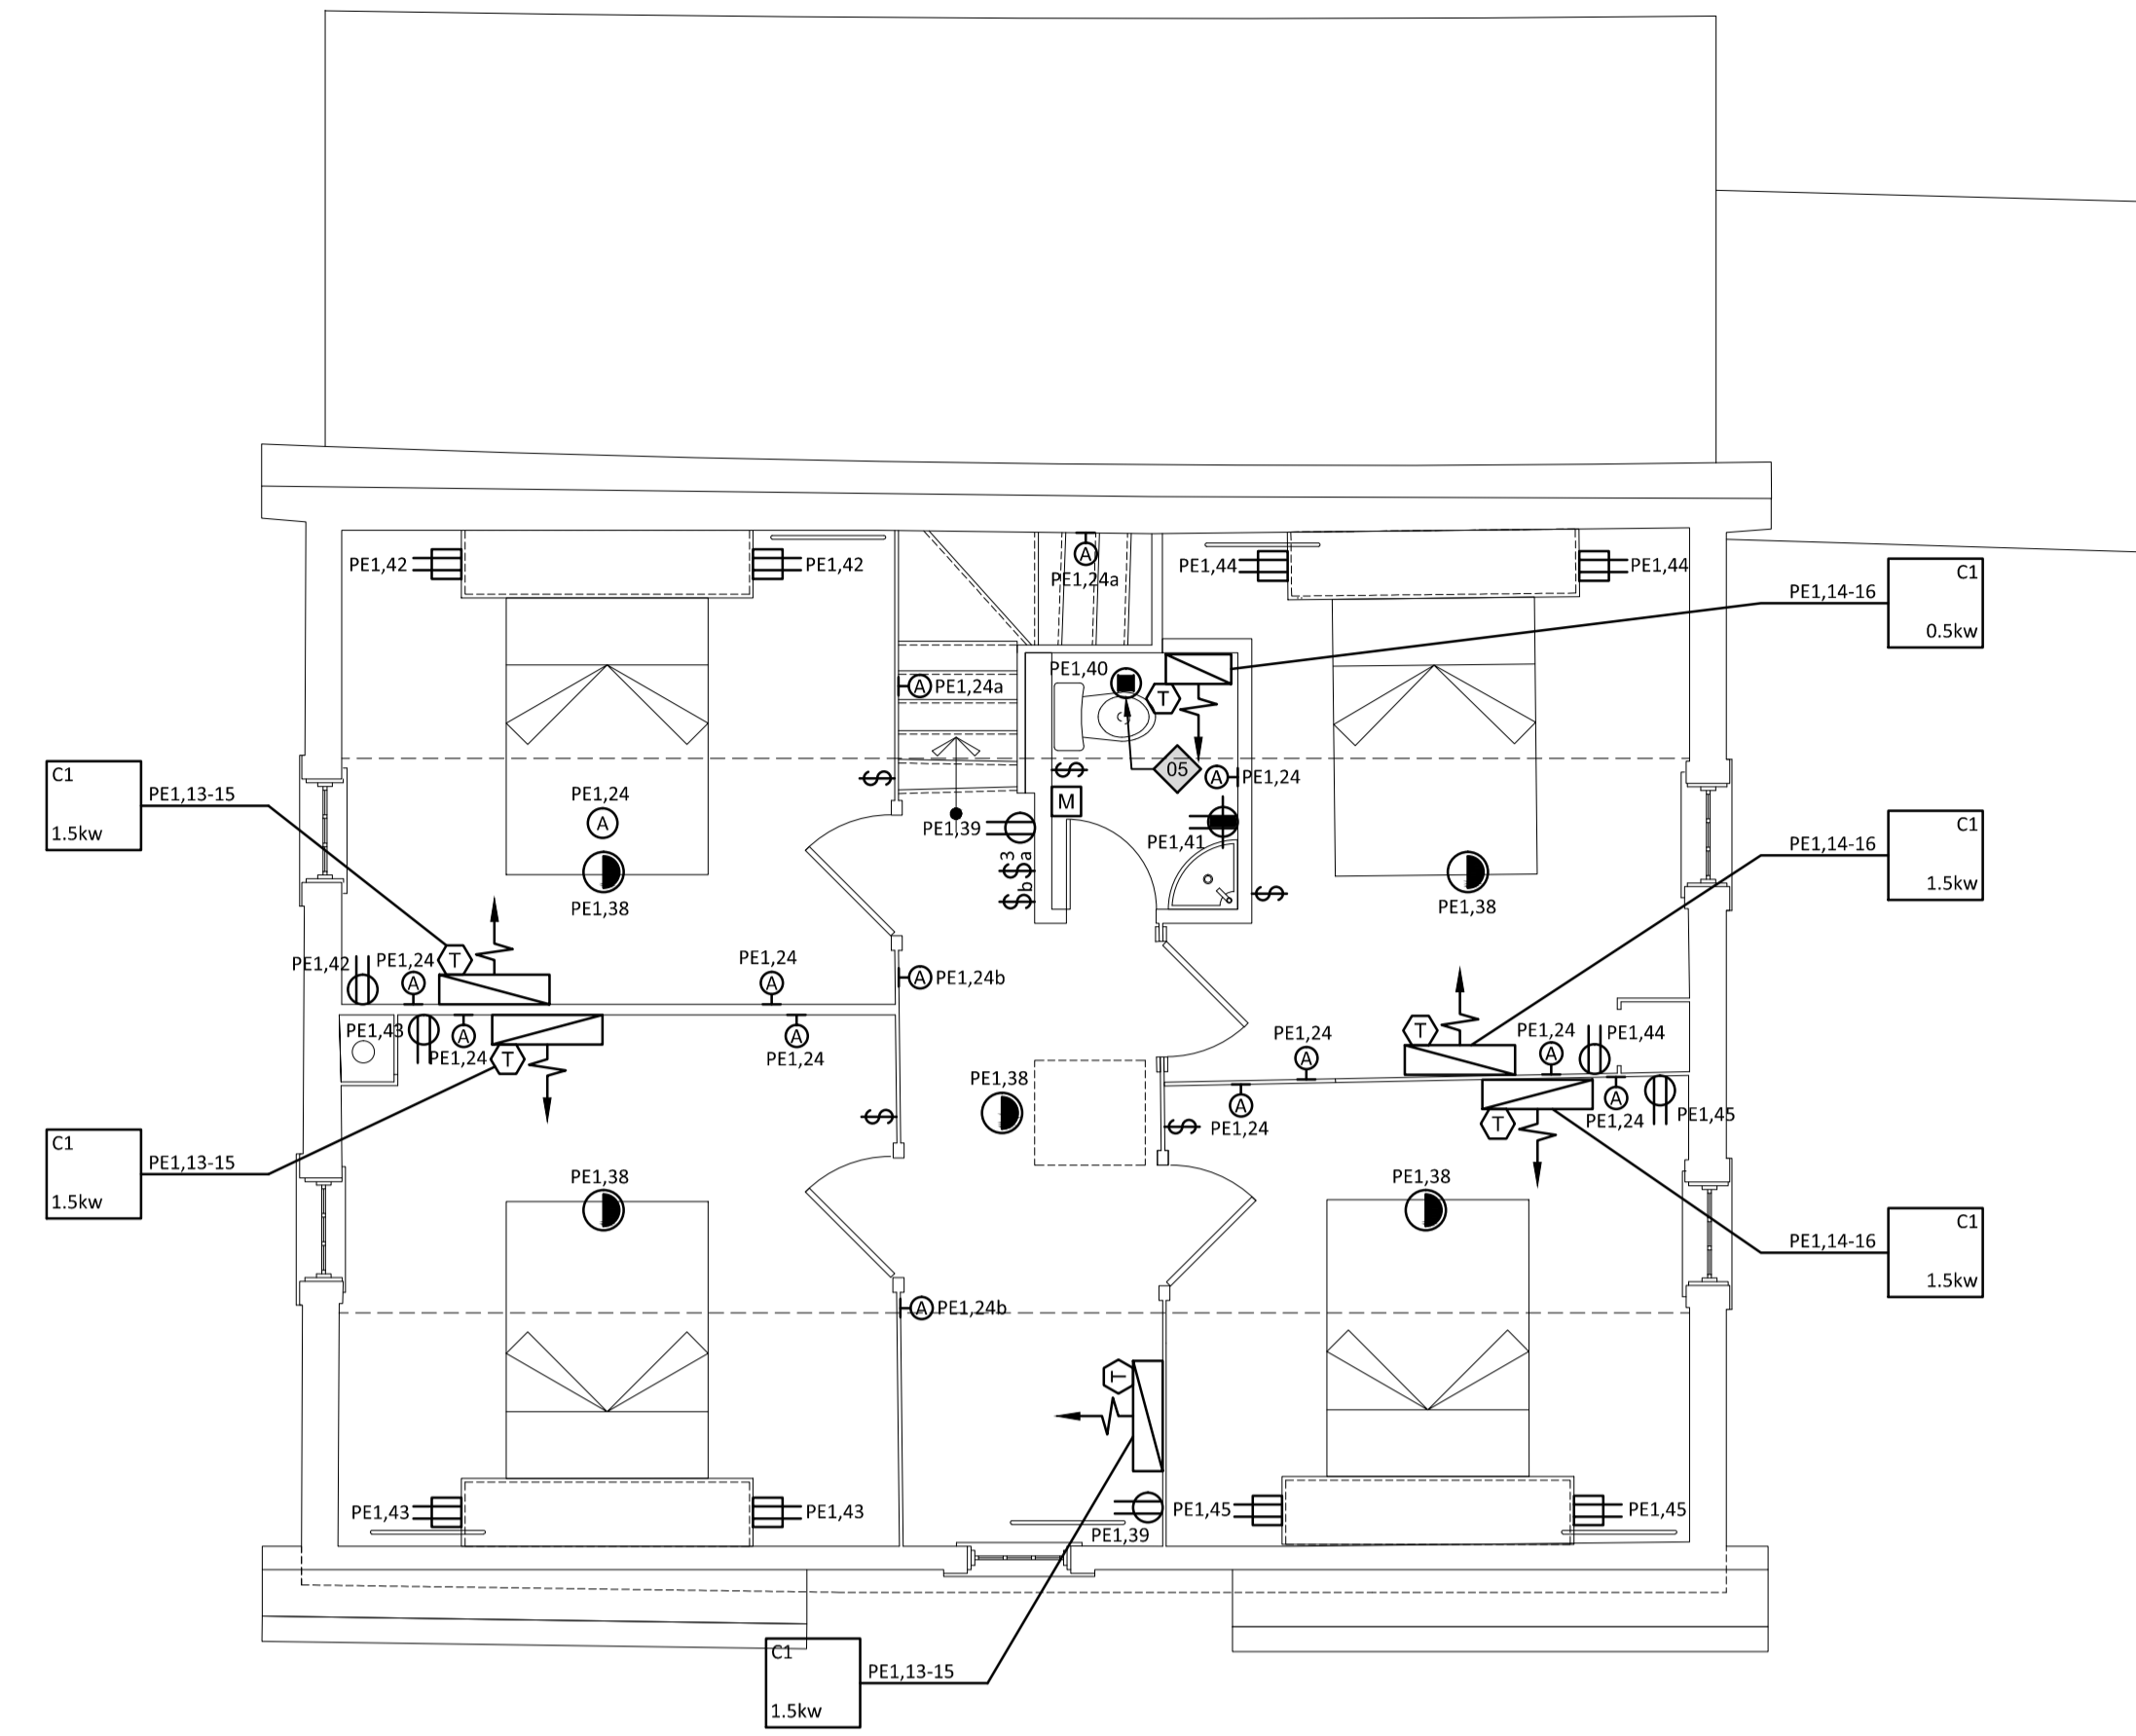 PE1,42
PE1,42
PE1,24a
PE1,44
PE1,44
C1
PE1,14-16
0.5kw
PE1,40
T
A
PE1,24a
A
05
A
PE1,24
C1
PE1,13-15
1.5kw
$
$
M
PE1,24
A
PE1,39
PE1,41
C1
PE1,14-16
1.5kw
3
$a
$b
$
PE1,38
PE1,38
PE1,42
PE1,24
A
T
PE1,24
A
A
PE1,24b
PE1,43
A
PE1,24
T
A
PE1,24
PE1,24
A
T
PE1,24
A
PE1,44
PE1,38
A
PE1,24
T
A
PE1,24
PE1,45
$
$
C1
PE1,13-15
1.5kw
PE1,38
PE1,38
C1
PE1,14-16
1.5kw
A
PE1,24b
T
PE1,43
PE1,43
PE1,45
PE1,45
PE1,39
C1
PE1,13-15
1.5kw